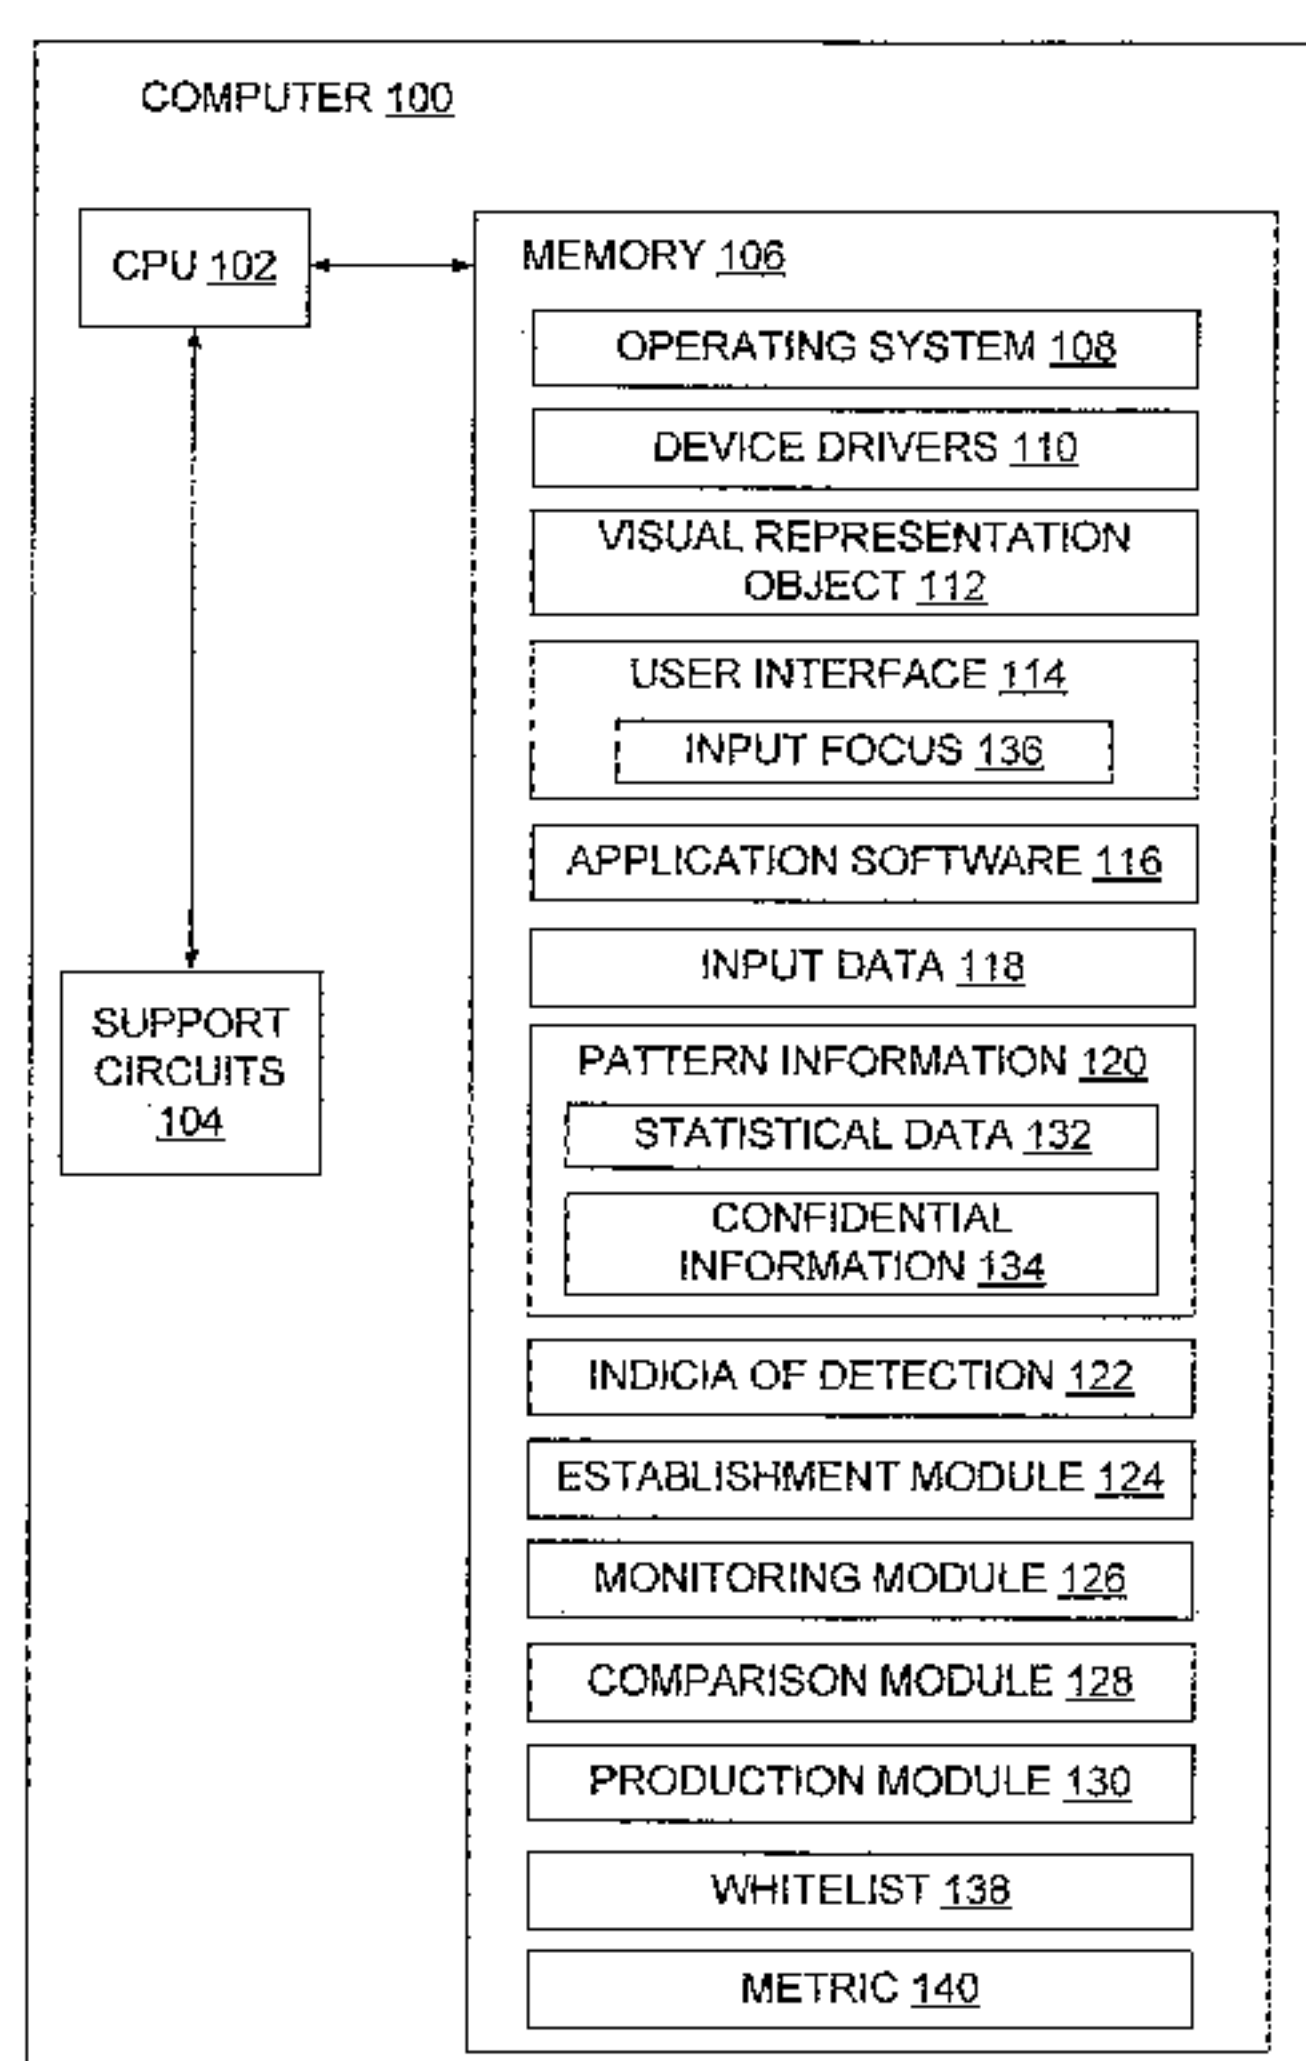 COMPUTER 100
CPU 102
MEMORY 106
OPERATING SYSTEM 108
DEVICE DRIVERS 110
VISUAL REPRESENTATION
OBJECT 112
USER INTERFACE 114
INPUT FOCUS 136
APPLICATION SOFTWARE 116
INPUT DATA 118
SUPPORT
CIRCUITS
104
PATTERN INFORMATION 120
STATISTICAL DATA 132
CONFIDENTIAL
INFORMATION 134
INDICIA OF DETECTION 122
ESTABLISHMENT MODULE 124
MONITORING MODULE 126
COMPARISON MODULE 128
PRODUCTION MODULE 130
WHITELIST 138
METRIC 140